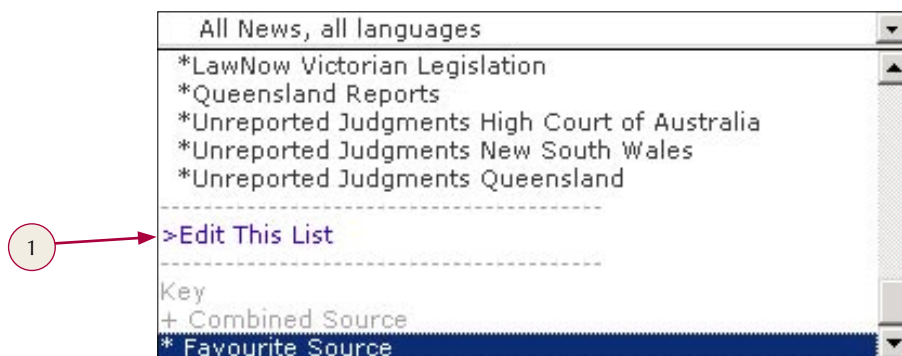 All News, all languages
*LawNow Victorian Legislation
*Queensland Reports
*Unreported Judgments High Court of Australia
*Unreported Judgments New South Wales
*Unreported Judgments Queensland
----------------------------------------
1
>Edit This List
----------------------------------------
Key
+ Combined Source
* Favourite Source